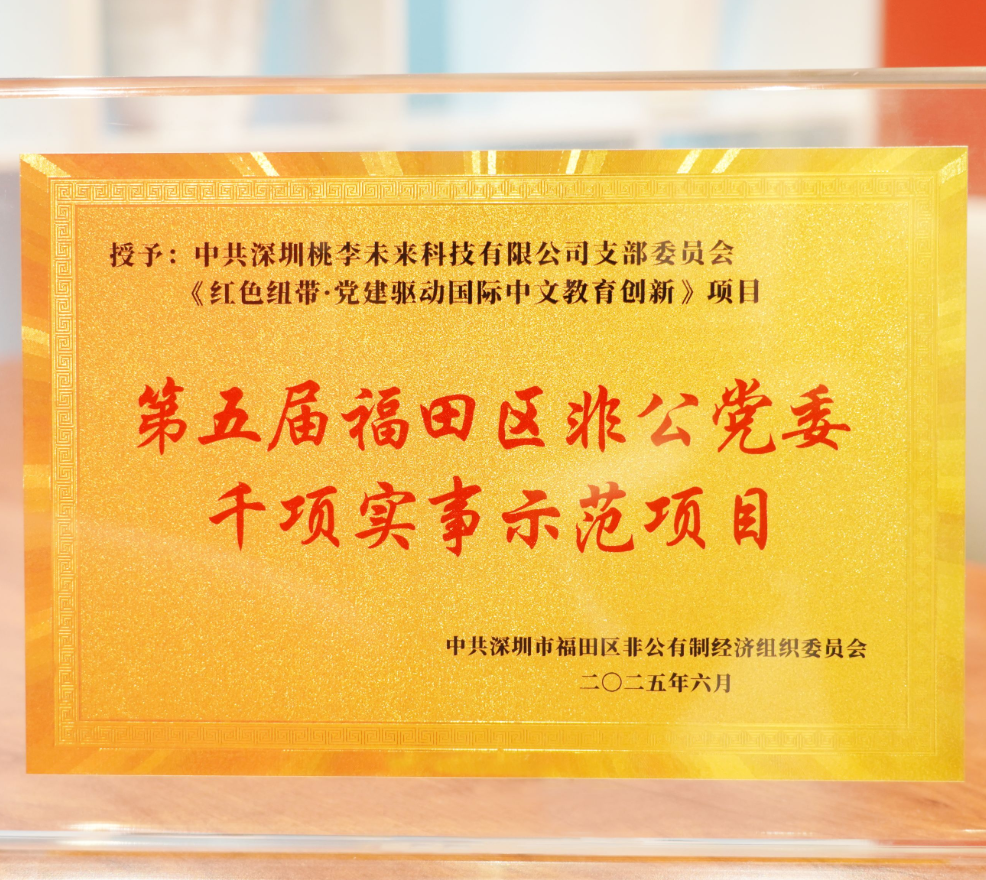 授予：中共深圳桃李未来科技有限公司支部委员会
《红色纽带·党建驱动国际中文教育创新》项目
第五届福田区非公党委
千项实事示范项目
中共深圳市福田区非公有制经济组织委员会
二〇二五年六月